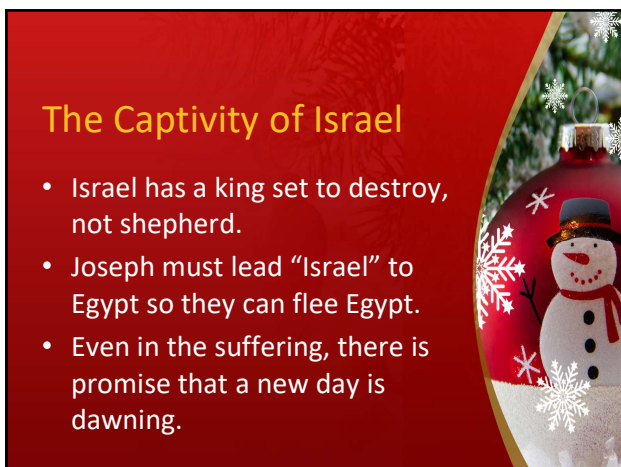 The Captivity of Israel
• Israel has a king set to destroy,
not shepherd.
• Joseph must lead “Israel” to
Egypt so they can flee Egypt.
• Even in the suffering, there is
promise that a new day is
dawning.